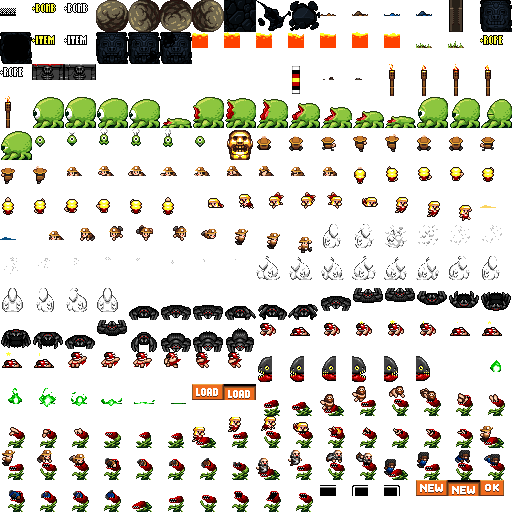 -BOMB -BOMB
-ITEM -ITEM -ROPE
-ROPE
LOAD LOAD
NEW NEW OK